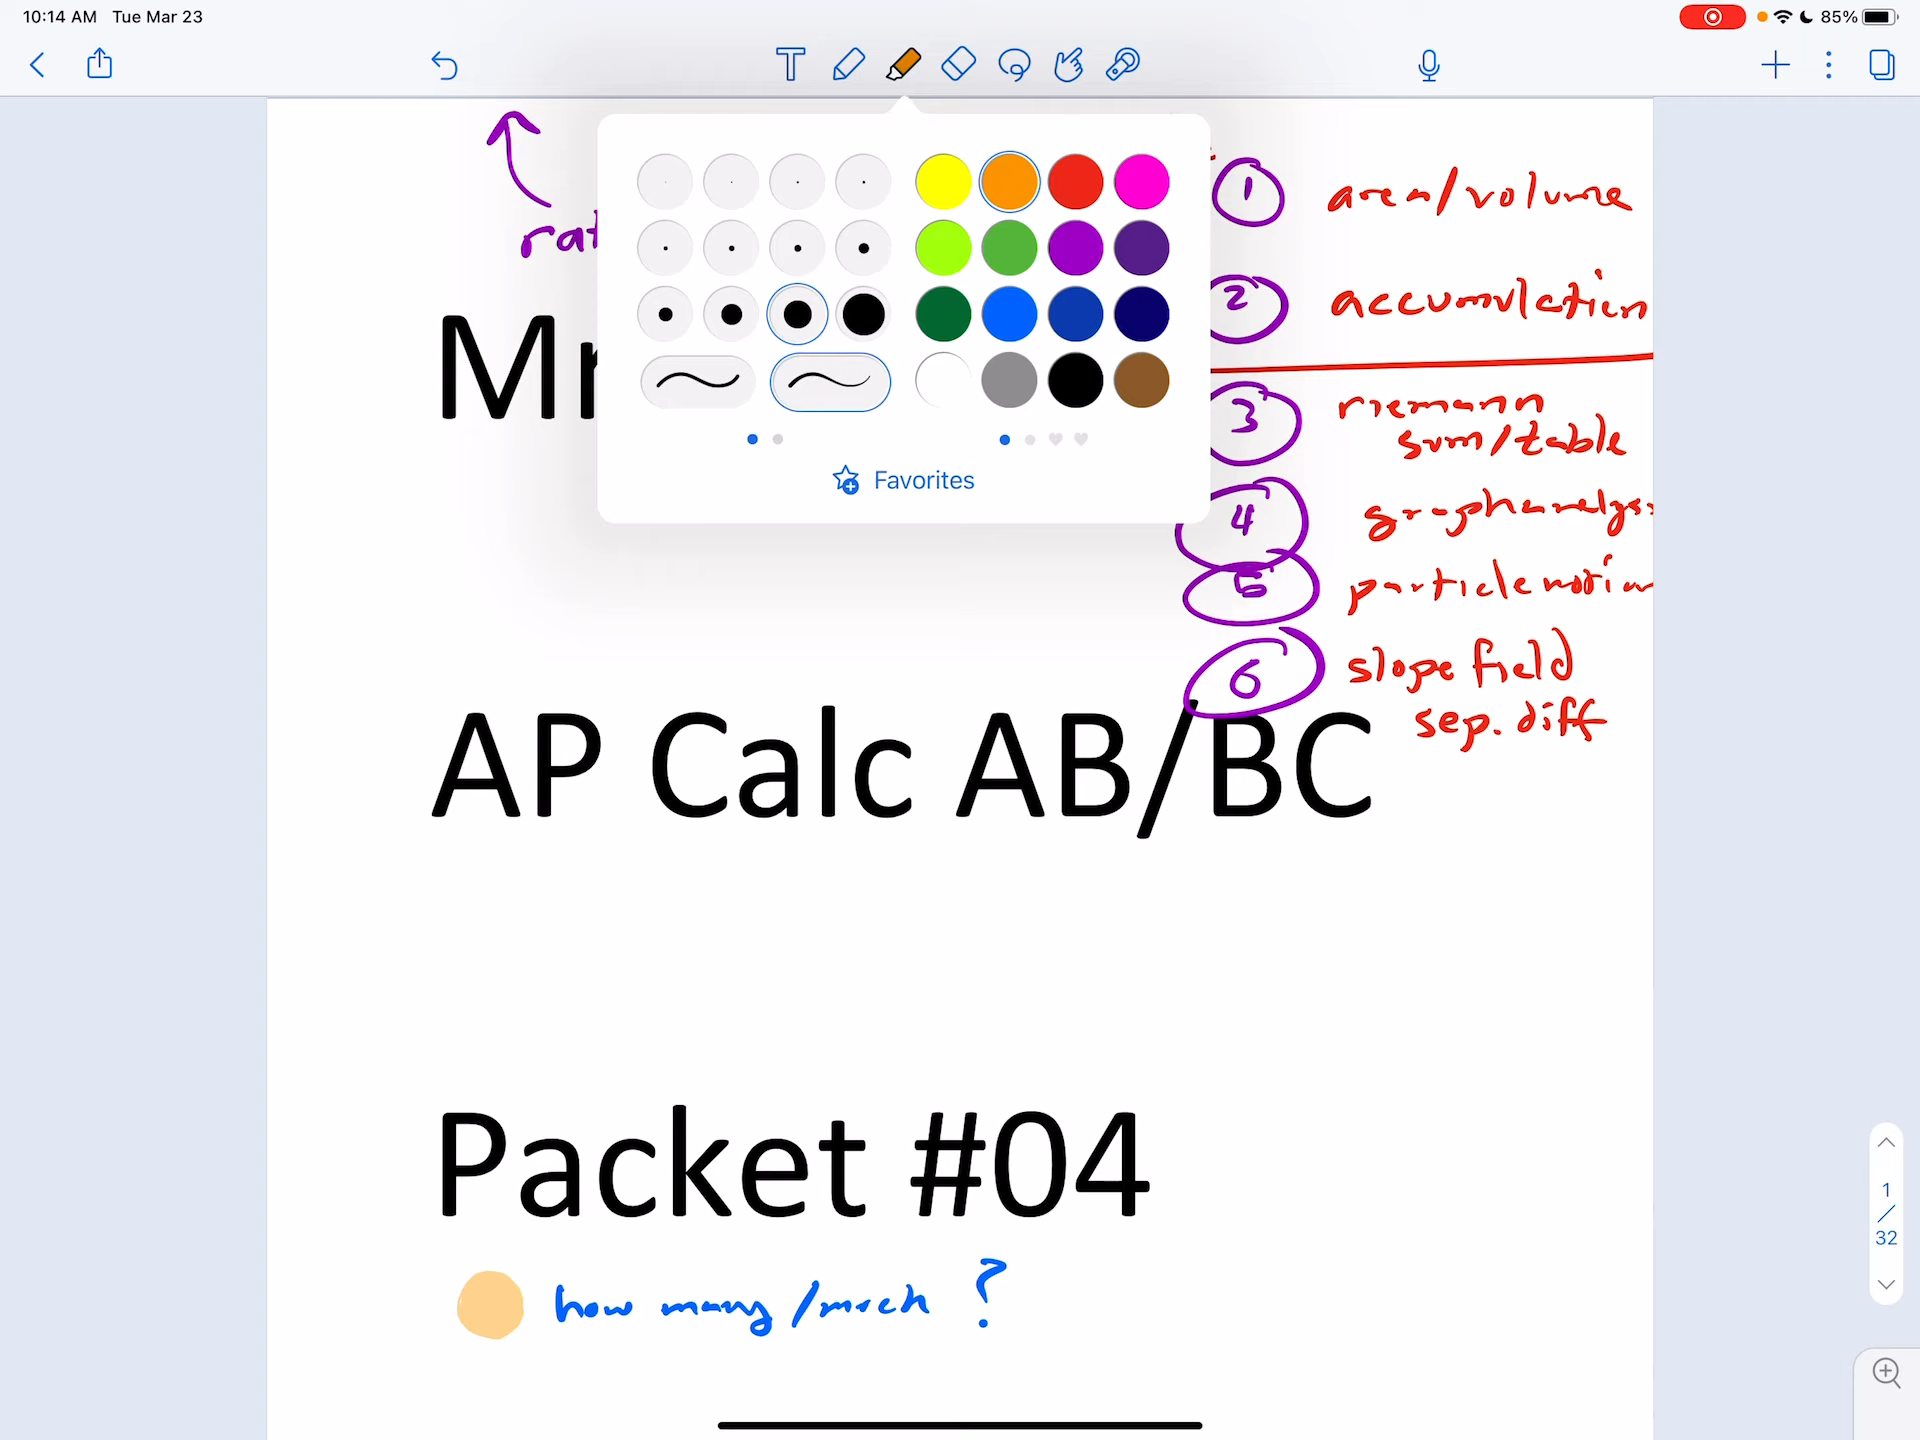 10:14 AM Tue Mar 23
85%
T
1 area/volume
rat
2 accumulation
Mr
3 riemann
sum/table
Favorites
4 graph analysis
5 particle motion
6 slope field
sep. diff
AP Calc AB/BC
Packet #04
1
/
32
how many/much ?